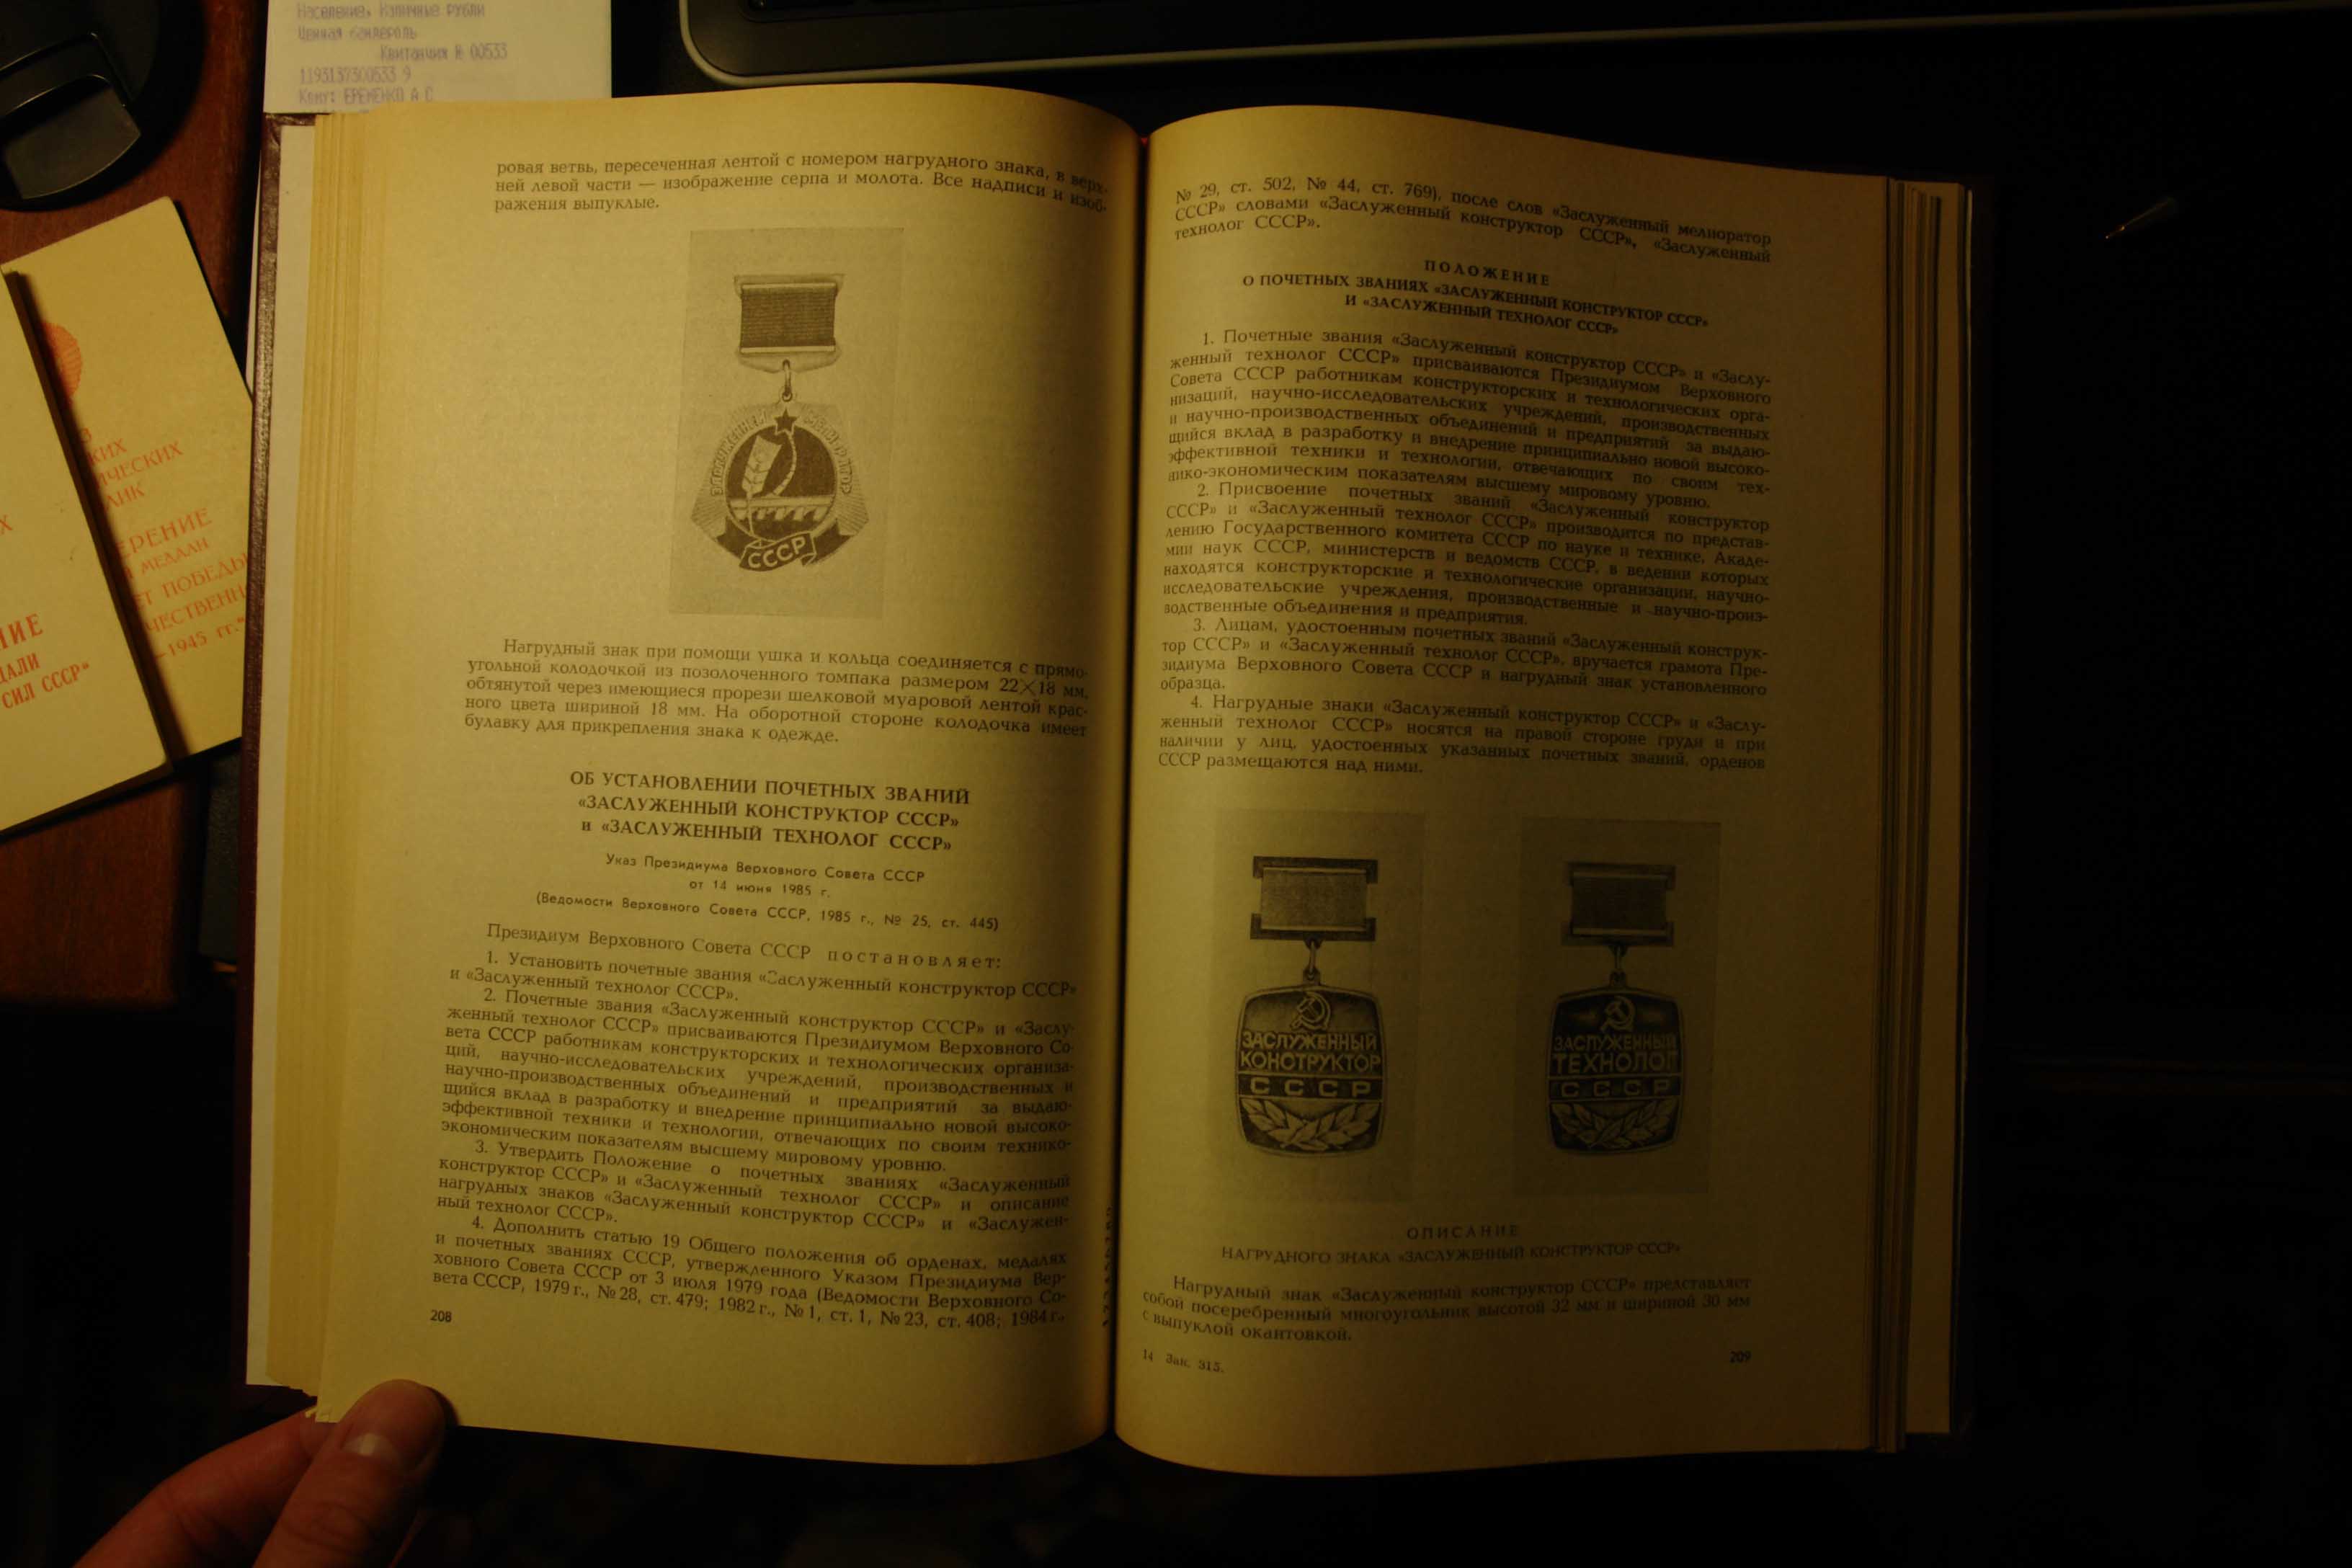 Население, Наличные рубли
Ценная бандероль
Квитанция № 00533
1193137300533 9
Кому: ЕРЕМЕНКО А С
ИЧЕСКИХ
ЛИК
МЕДАЛИ
ПОБЕДЫ
1945 гг."
СИЛ СССР"
ровая ветвь, пересеченная лентой с номером нагрудного знака, в верх-
ней левой части — изображение серпа и молота. Все надписи и изоб-
ражения выпуклые.
ЗАСЛУЖЕННЫЙ МЕЛИОРАТОР
СССР
Нагрудный знак при помощи ушка и кольца соединяется с прямо-
угольной колодочкой из позолоченного томпака размером 22×18 мм,
обтянутой через имеющиеся прорези шелковой муаровой лентой крас-
ного цвета шириной 18 мм. На оборотной стороне колодочка имеет
булавку для прикрепления знака к одежде.
ОБ УСТАНОВЛЕНИИ ПОЧЕТНЫХ ЗВАНИЙ
«ЗАСЛУЖЕННЫЙ КОНСТРУКТОР СССР»
и «ЗАСЛУЖЕННЫЙ ТЕХНОЛОГ СССР»
Указ Президиума Верховного Совета СССР
от 14 июня 1985 г.
(Ведомости Верховного Совета СССР, 1985 г., № 25, ст. 445)
Президиум Верховного Совета СССР постановляет:
1. Установить почетные звания «Заслуженный конструктор СССР»
и «Заслуженный технолог СССР».
2. Почетные звания «Заслуженный конструктор СССР» и «Заслу-
женный технолог СССР» присваиваются Президиумом Верховного Со-
вета СССР работникам конструкторских и технологических организа-
ций, научно-исследовательских учреждений, производственных и
научно-производственных объединений и предприятий за выдаю-
щийся вклад в разработку и внедрение принципиально новой высоко-
эффективной техники и технологии, отвечающих по своим технико-
экономическим показателям высшему мировому уровню.
3. Утвердить Положение о почетных званиях «Заслуженный
конструктор СССР» и «Заслуженный технолог СССР» и описание
нагрудных знаков «Заслуженный конструктор СССР» и «Заслужен-
ный технолог СССР».
4. Дополнить статью 19 Общего положения об орденах, медалях
и почетных званиях СССР, утвержденного Указом Президиума Вер-
ховного Совета СССР от 3 июля 1979 года (Ведомости Верховного Со-
вета СССР, 1979 г., № 28, ст. 479; 1982 г., № 1, ст. 1, № 23, ст. 408; 1984 г.,
208
№ 29, ст. 502, № 44, ст. 769), после слов «Заслуженный мелиоратор
СССР» словами «Заслуженный конструктор СССР», «Заслуженный
технолог СССР».
ПОЛОЖЕНИЕ
О ПОЧЕТНЫХ ЗВАНИЯХ «ЗАСЛУЖЕННЫЙ КОНСТРУКТОР СССР»
И «ЗАСЛУЖЕННЫЙ ТЕХНОЛОГ СССР»
1. Почетные звания «Заслуженный конструктор СССР» и «Заслу-
женный технолог СССР» присваиваются Президиумом Верховного
Совета СССР работникам конструкторских и технологических орга-
низаций, научно-исследовательских учреждений, производственных
и научно-производственных объединений и предприятий за выдаю-
щийся вклад в разработку и внедрение принципиально новой высоко-
эффективной техники и технологии, отвечающих по своим тех-
нико-экономическим показателям высшему мировому уровню.
2. Присвоение почетных званий «Заслуженный конструктор
СССР» и «Заслуженный технолог СССР» производится по представ-
лению Государственного комитета СССР по науке и технике, Акаде-
мии наук СССР, министерств и ведомств СССР, в ведении которых
находятся конструкторские и технологические организации, научно-
исследовательские учреждения, производственные и научно-произ-
водственные объединения и предприятия.
3. Лицам, удостоенным почетных званий «Заслуженный конструк-
тор СССР» и «Заслуженный технолог СССР», вручается грамота Пре-
зидиума Верховного Совета СССР и нагрудный знак установленного
образца.
4. Нагрудные знаки «Заслуженный конструктор СССР» и «Заслу-
женный технолог СССР» носятся на правой стороне груди и при
наличии у лиц, удостоенных указанных почетных званий, орденов
СССР размещаются над ними.
ЗАСЛУЖЕННЫЙ
КОНСТРУКТОР
СССР
ЗАСЛУЖЕННЫЙ
ТЕХНОЛОГ
СССР
ОПИСАНИЕ
НАГРУДНОГО ЗНАКА «ЗАСЛУЖЕННЫЙ КОНСТРУКТОР СССР»
Нагрудный знак «Заслуженный конструктор СССР» представляет
собой посеребренный многоугольник высотой 32 мм и шириной 30 мм
с выпуклой окантовкой.
14 Зак. 315.
209